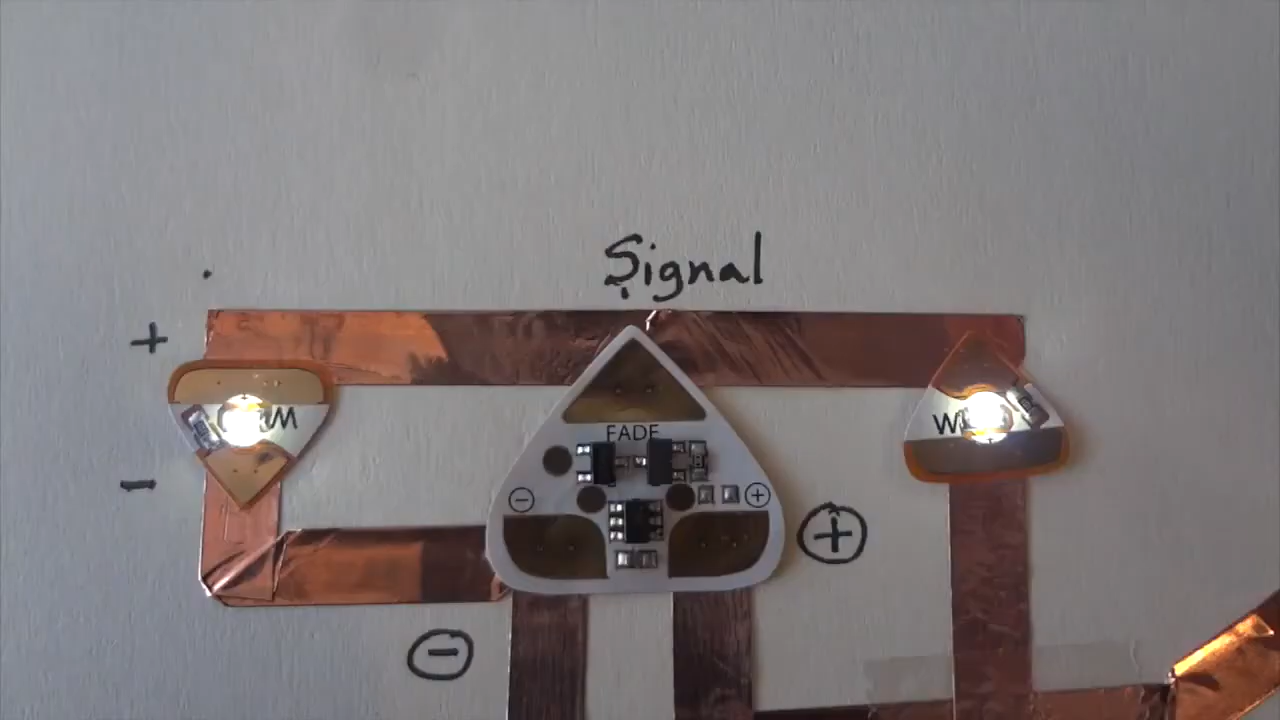 Signal
+
W
W
FADE
-
- +
+
-